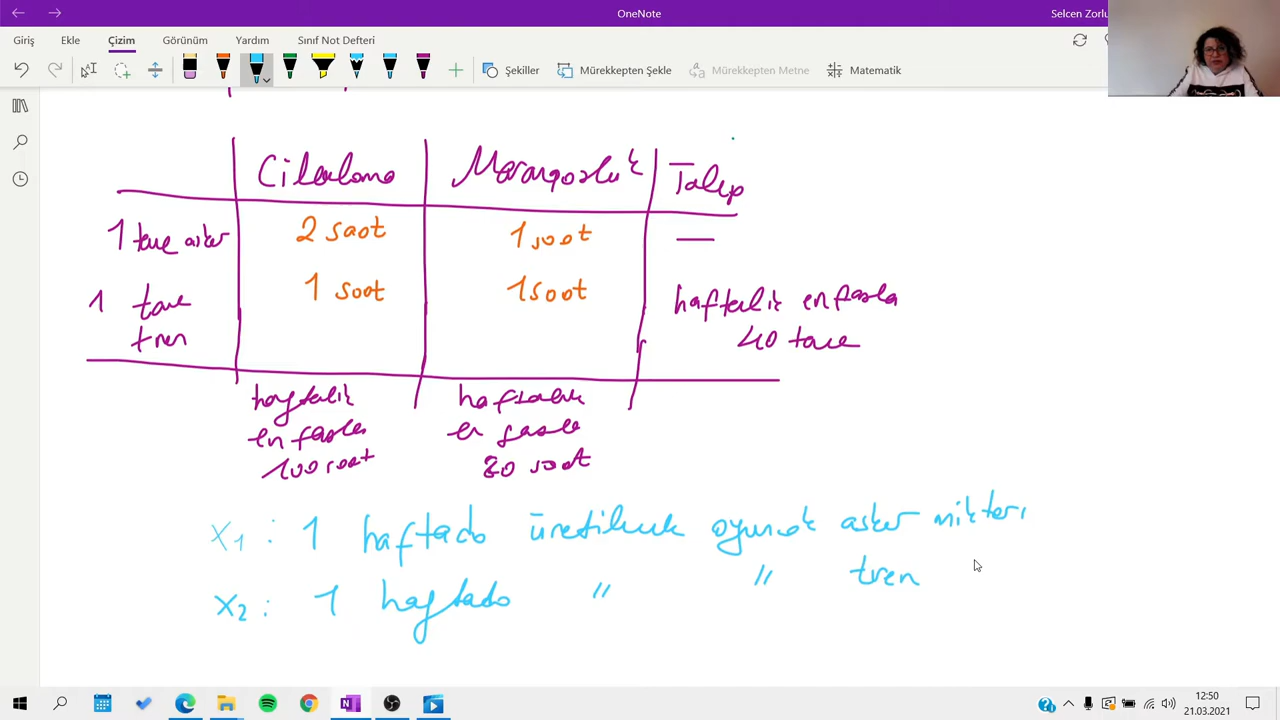 OneNote
Selcen Zorlu
Giriş Ekle Çizim Görünüm Yardım Sınıf Not Defteri
Şekiller Mürekkepten Şekle Mürekkepten Metne Matematik
Cilalama Marangozluk Talep
1 tane asker 2 saat 1 saat —
1 tane tren 1 saat 1 saat haftalık en fazla 40 tane
haftalık en fazla 100 saat haftalık en fazla 80 saat
x1 : 1 haftada üretilecek oyuncak asker miktarı
x2 : 1 haftada " " tren
12:50
21.03.2021